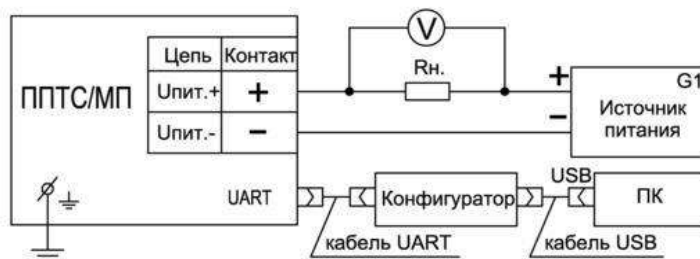 ППТС/МП
Цепь Контакт
Uпит.+ +
Uпит.- −
V
Rн.
+
−
G1
Источник
питания
UART
Конфигуратор
USB
ПК
кабель UART
кабель USB